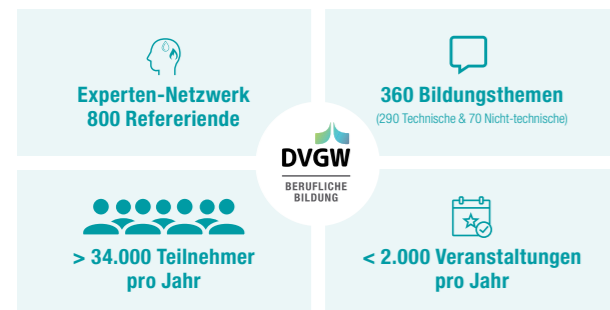 Experten-Netzwerk
800 Refereriende
360 Bildungsthemen
(290 Technische & 70 Nicht-technische)
DVGW
BERUFLICHE
BILDUNG
> 34.000 Teilnehmer
pro Jahr
< 2.000 Veranstaltungen
pro Jahr